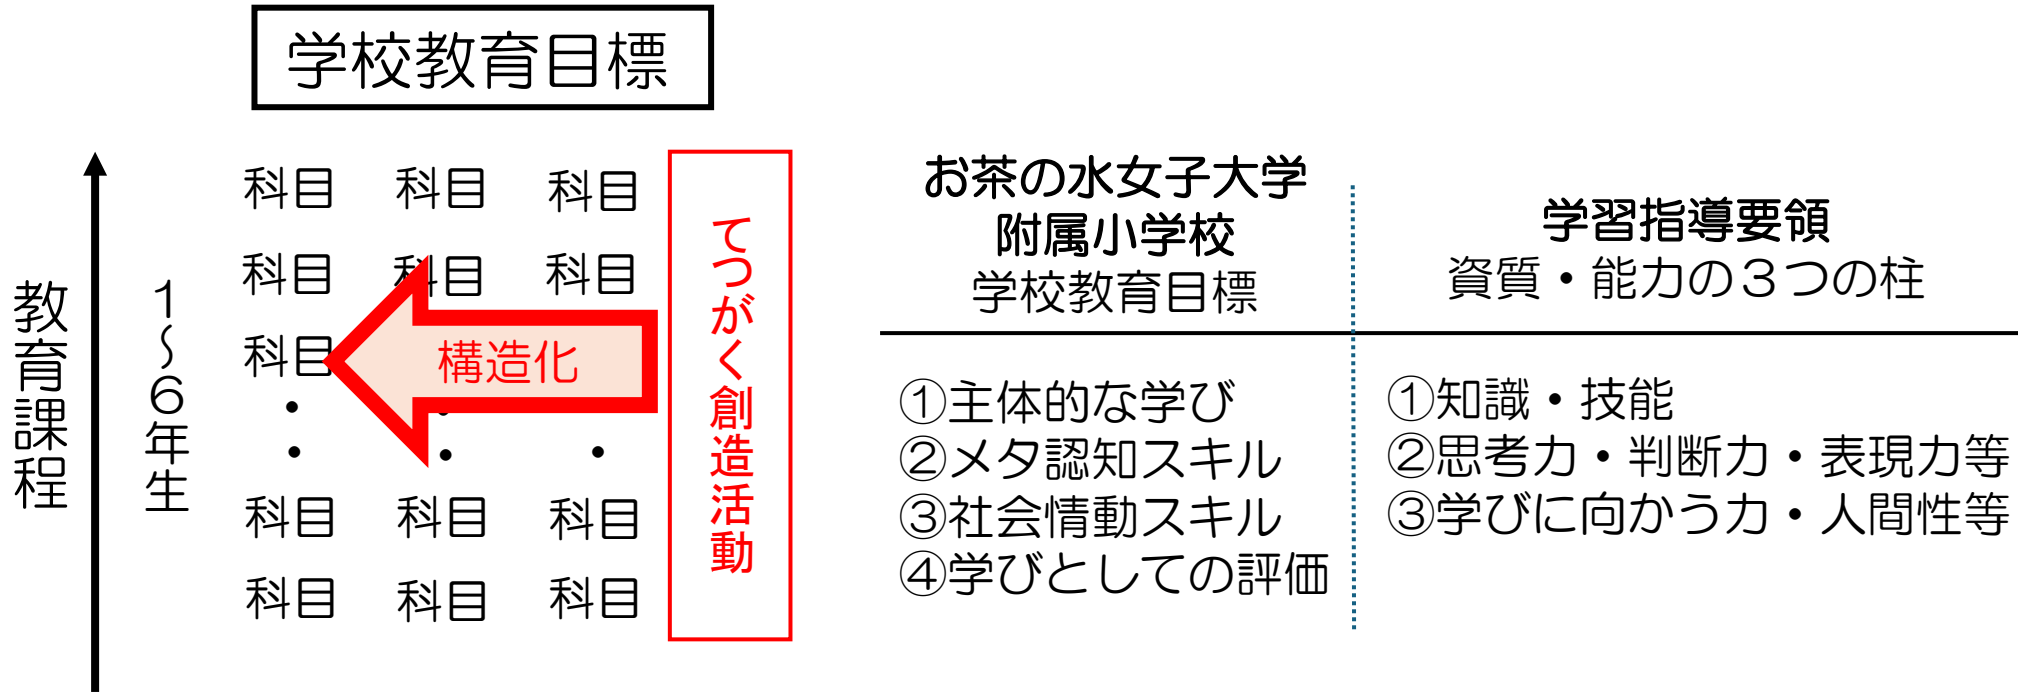 学校教育目標
教育課程
1～6年生
科目 科目 科目
科目 科目 科目
科目
・
・ ・ ・
科目 科目 科目
科目 科目 科目
構造化
てつがく創造活動
お茶の水女子大学
附属小学校
学校教育目標
①主体的な学び
②メタ認知スキル
③社会情動スキル
④学びとしての評価
学習指導要領
資質・能力の３つの柱
①知識・技能
②思考力・判断力・表現力等
③学びに向かう力・人間性等